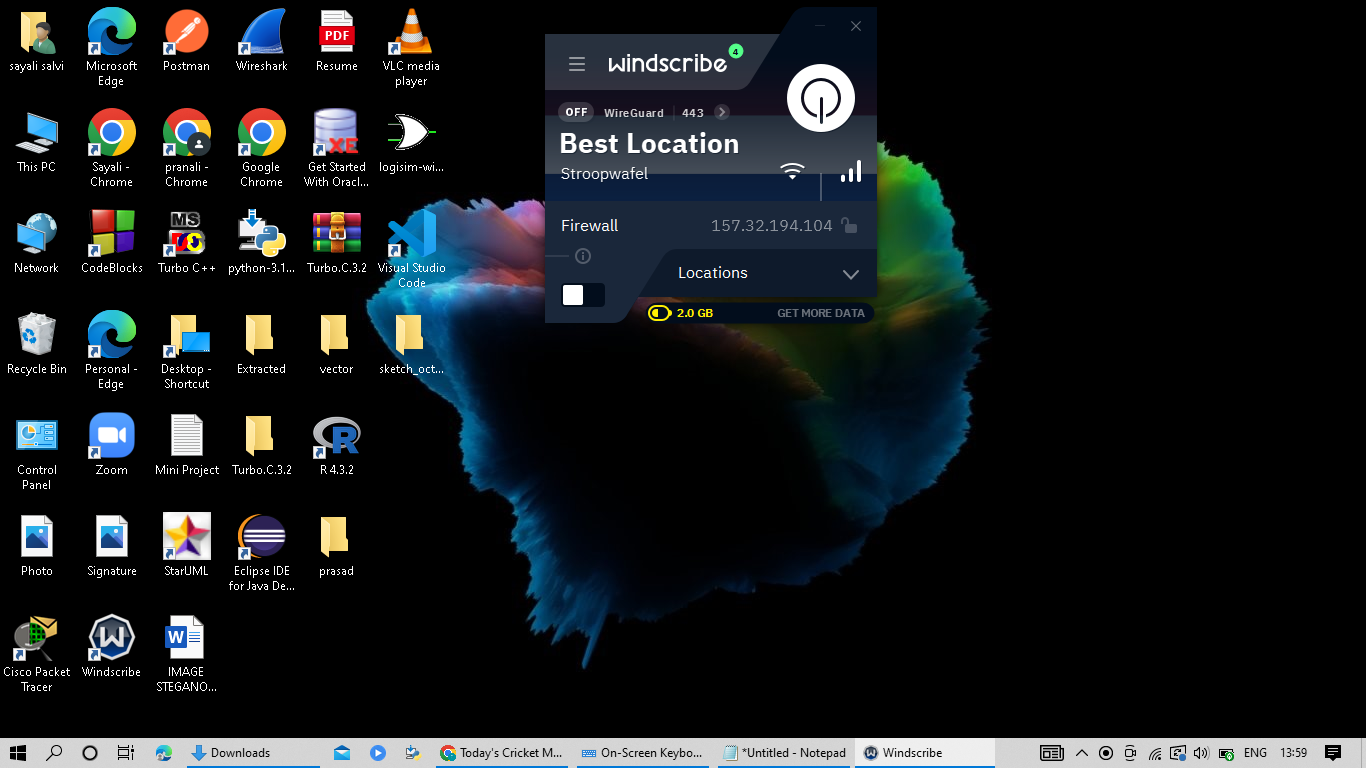 sayali salvi
Microsoft
Edge
Postman
Wireshark
PDF
Resume
VLC media
player
This PC
Sayali -
Chrome
pranali -
Chrome
Google
Chrome
XE
Get Started
With Oracl...
logisim-wi...
Network
CodeBlocks
MS
Turbo C++
python-3.1...
Turbo.C.3.2
Visual Studio
Code
Recycle Bin
Personal -
Edge
Desktop -
Shortcut
Extracted
vector
sketch_oct...
Control
Panel
Zoom
Mini Project
Turbo.C.3.2
R 4.3.2
Photo
Signature
StarUML
Eclipse IDE
for Java De...
prasad
Cisco Packet
Tracer
Windscribe
W
IMAGE
STEGANO...
windscribe
4
OFF
WireGuard
443
Best Location
Stroopwafel
Firewall
157.32.194.104
Locations
2.0 GB
GET MORE DATA
Downloads
Today's Cricket M...
On-Screen Keybo...
*Untitled - Notepad
Windscribe
ENG
13:59